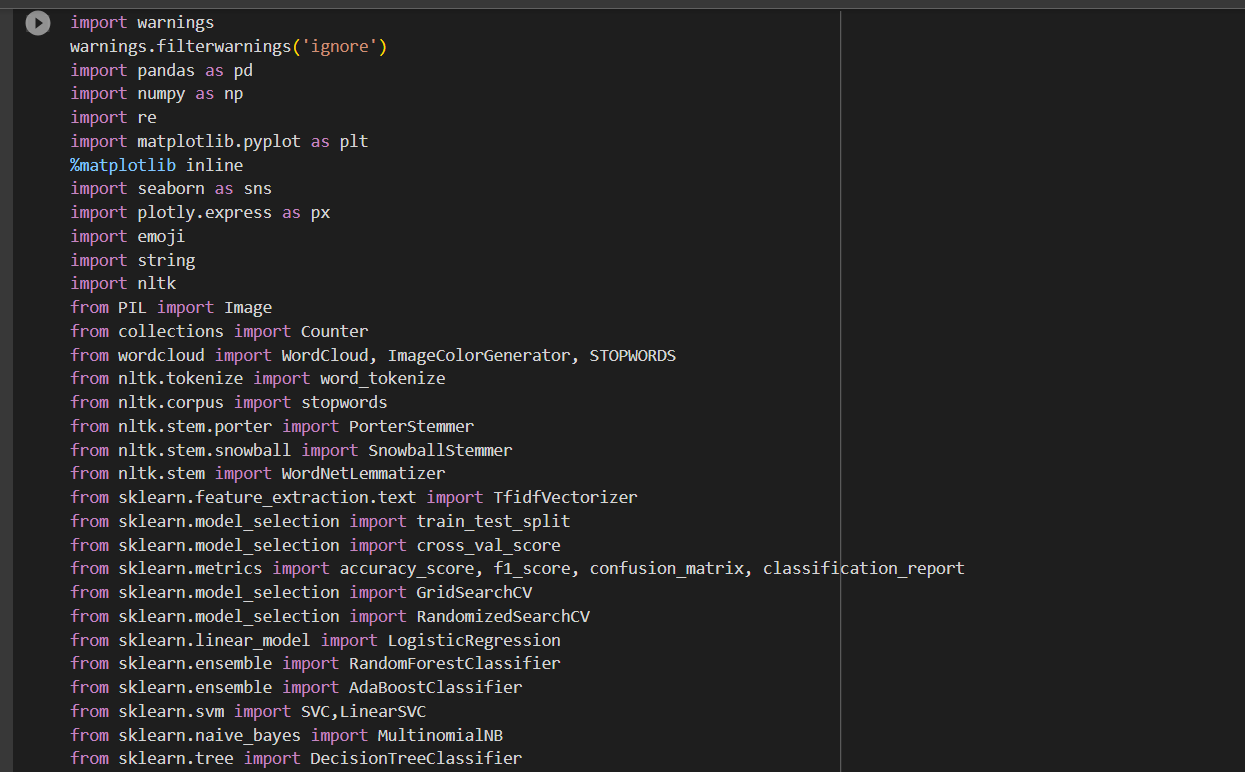 import warnings
warnings.filterwarnings('ignore')
import pandas as pd
import numpy as np
import re
import matplotlib.pyplot as plt
%matplotlib inline
import seaborn as sns
import plotly.express as px
import emoji
import string
import nltk
from PIL import Image
from collections import Counter
from wordcloud import WordCloud, ImageColorGenerator, STOPWORDS
from nltk.tokenize import word_tokenize
from nltk.corpus import stopwords
from nltk.stem.porter import PorterStemmer
from nltk.stem.snowball import SnowballStemmer
from nltk.stem import WordNetLemmatizer
from sklearn.feature_extraction.text import TfidfVectorizer
from sklearn.model_selection import train_test_split
from sklearn.model_selection import cross_val_score
from sklearn.metrics import accuracy_score, f1_score, confusion_matrix, classification_report
from sklearn.model_selection import GridSearchCV
from sklearn.model_selection import RandomizedSearchCV
from sklearn.linear_model import LogisticRegression
from sklearn.ensemble import RandomForestClassifier
from sklearn.ensemble import AdaBoostClassifier
from sklearn.svm import SVC,LinearSVC
from sklearn.naive_bayes import MultinomialNB
from sklearn.tree import DecisionTreeClassifier